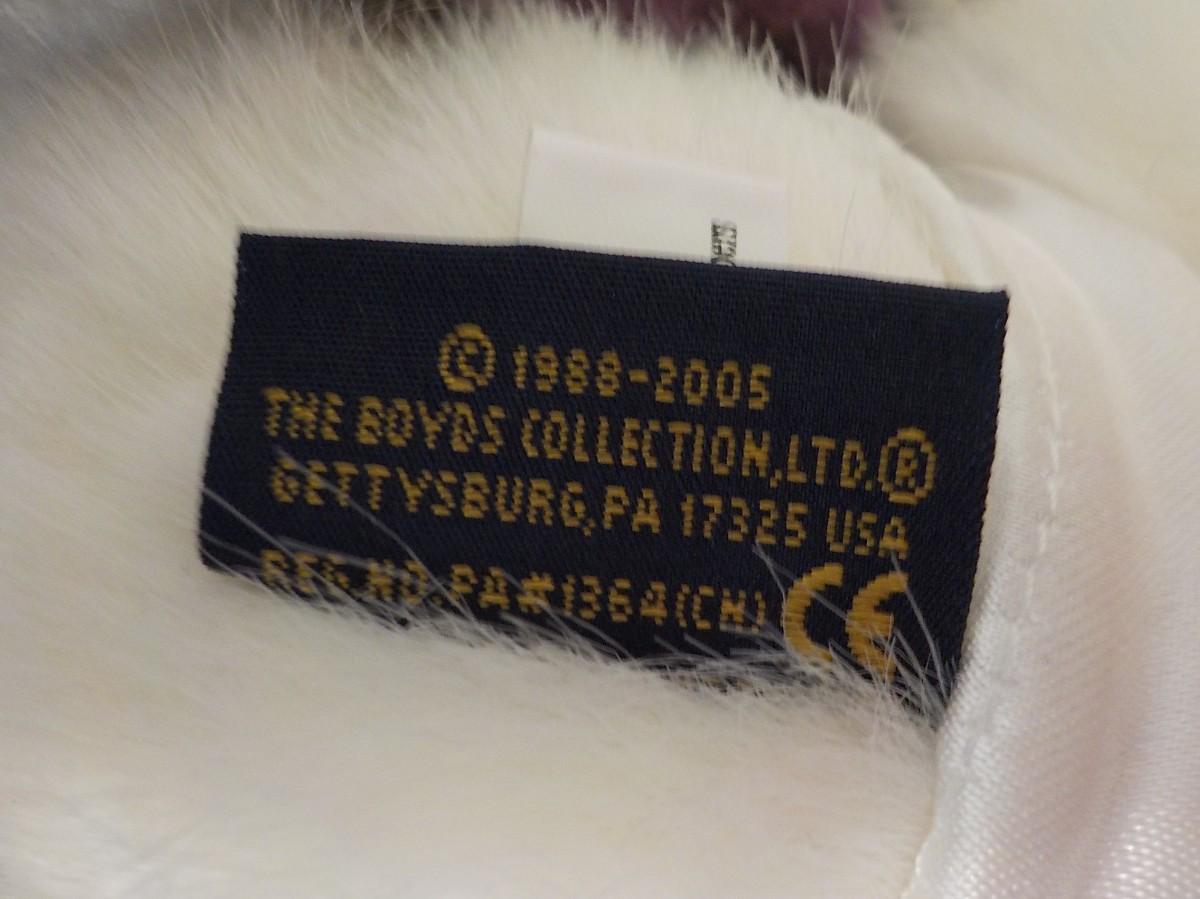 © 1988-2005
THE BOYDS COLLECTION,LTD.®
GETTYSBURG,PA 17325 USA
REG.NO.PA#1364(CN) CE